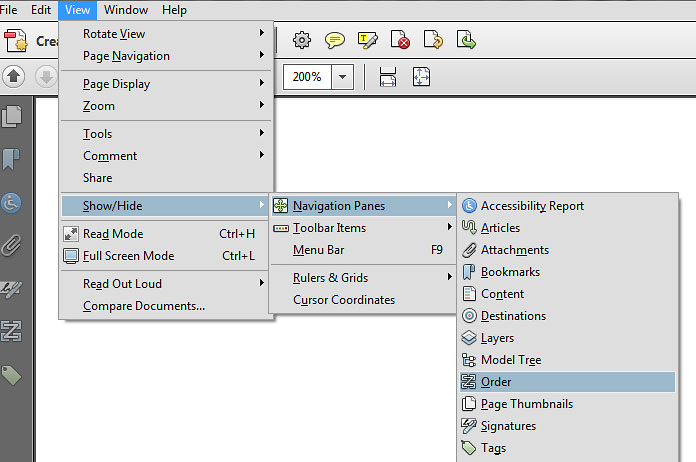 File Edit View Window Help
Crea
Rotate View
Page Navigation
200%
Page Display
Zoom
Tools
Comment
Share
Show/Hide
Read Mode Ctrl+H
Full Screen Mode Ctrl+L
Read Out Loud
Compare Documents...
Navigation Panes
Toolbar Items
Menu Bar F9
Rulers & Grids
Cursor Coordinates
Accessibility Report
Articles
Attachments
Bookmarks
Content
Destinations
Layers
Model Tree
Order
Page Thumbnails
Signatures
Tags